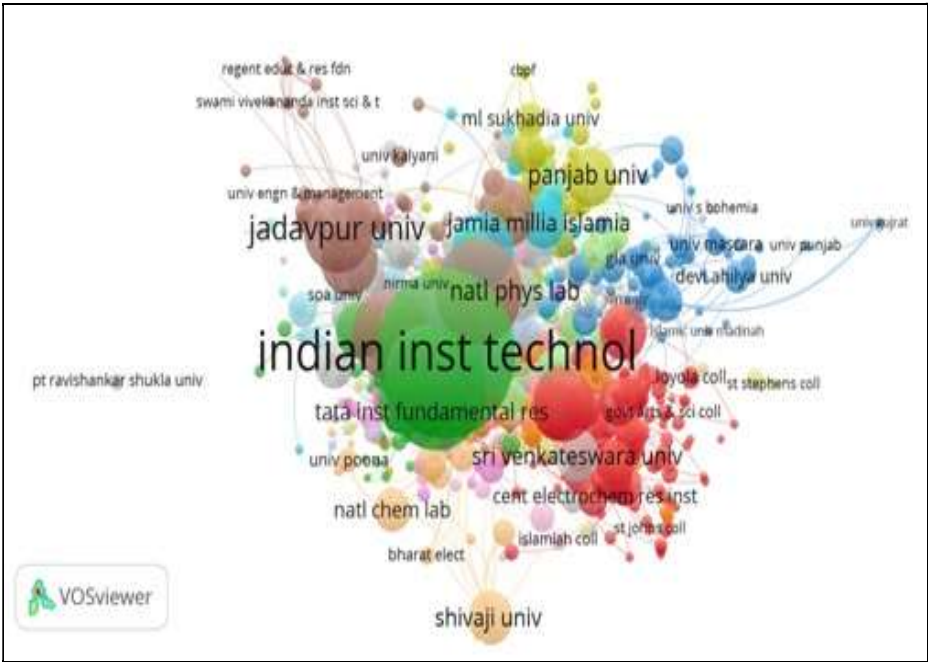 regent educ & res fdn
cbpf
swami vivekananda inst sci & t
ml sukhadia univ
univ kalyani
panjab univ
univ engn & management
univ s bohemia
jadavpur univ
jamia millia islamia
univ gujrat
univ mascara
univ punjab
gla univ
devi ahilya univ
nirma univ
natl phys lab
soa univ
islamic univ madinah
indian inst technol
pt ravishankar shukla univ
loyola coll
st stephens coll
tata inst fundamental res
govt arts & sci coll
univ poona
sri venkateswara univ
cent electrochem res inst
natl chem lab
st johns coll
islamiah coll
bharat elect
VOSviewer
shivaji univ